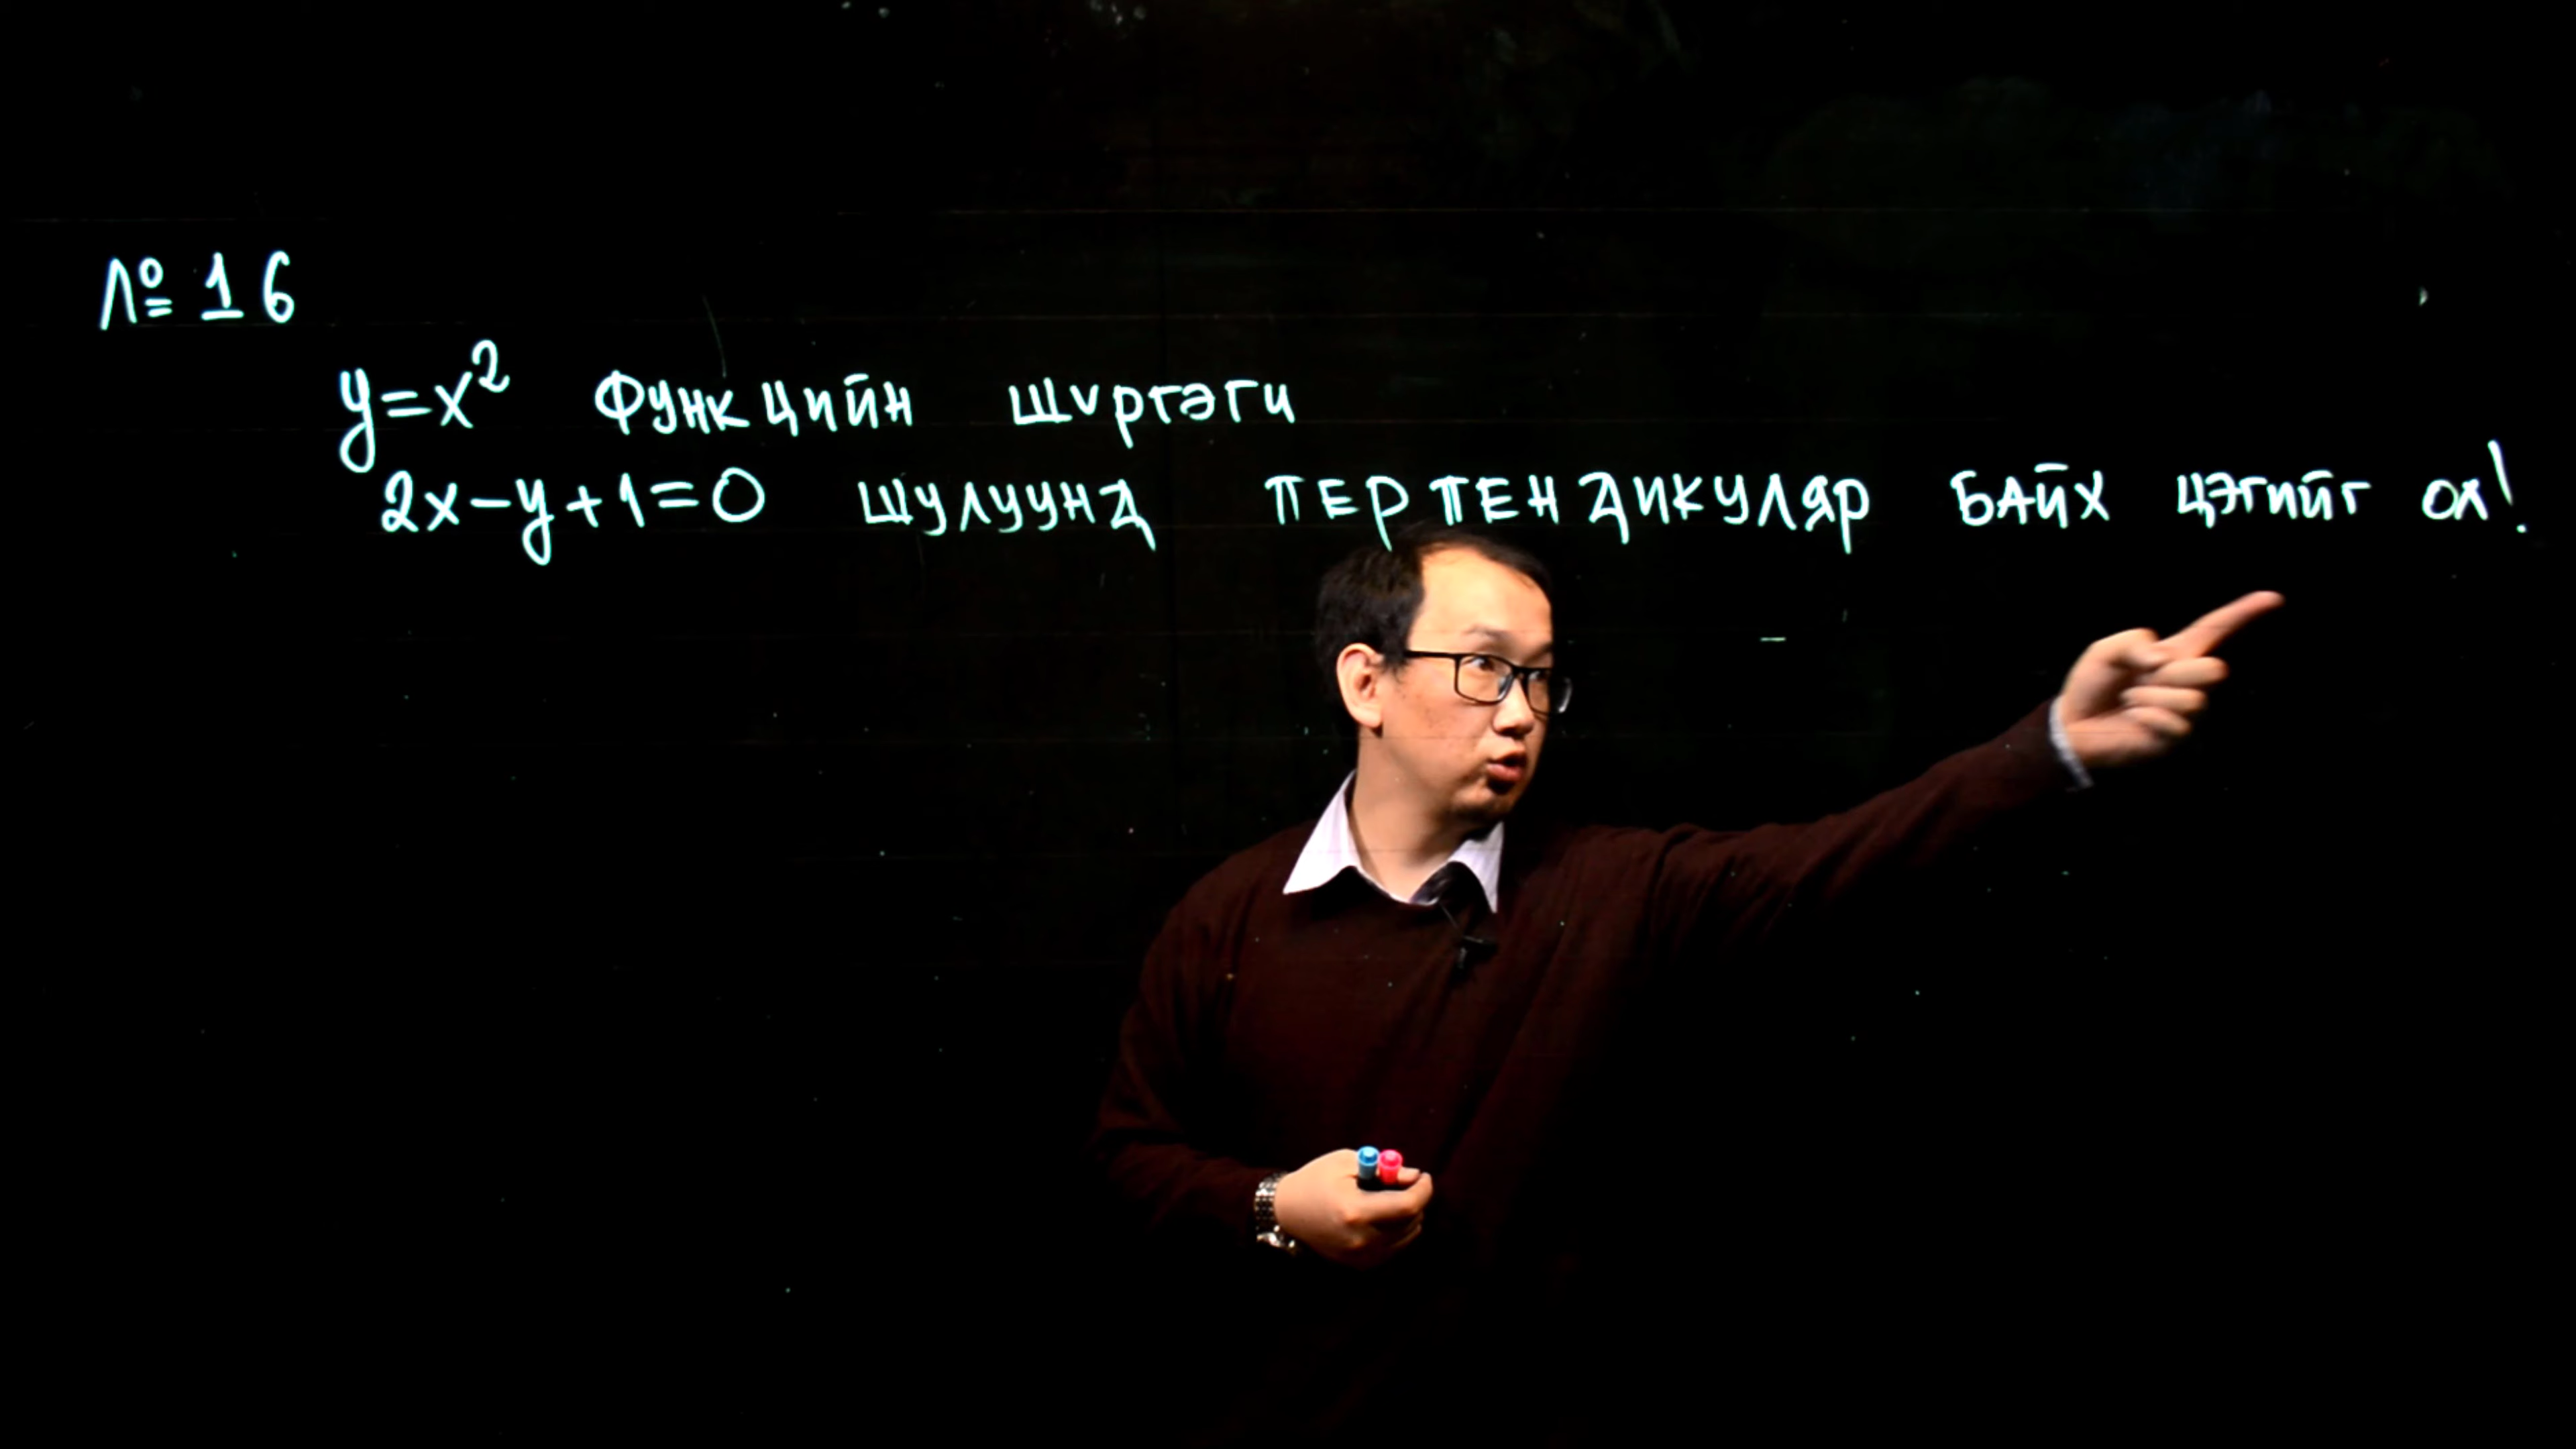 № 16
y=x² функцийн шүргэгч
2x-y+1=0 шулуунд перпендикуляр байх цэгийг ол!